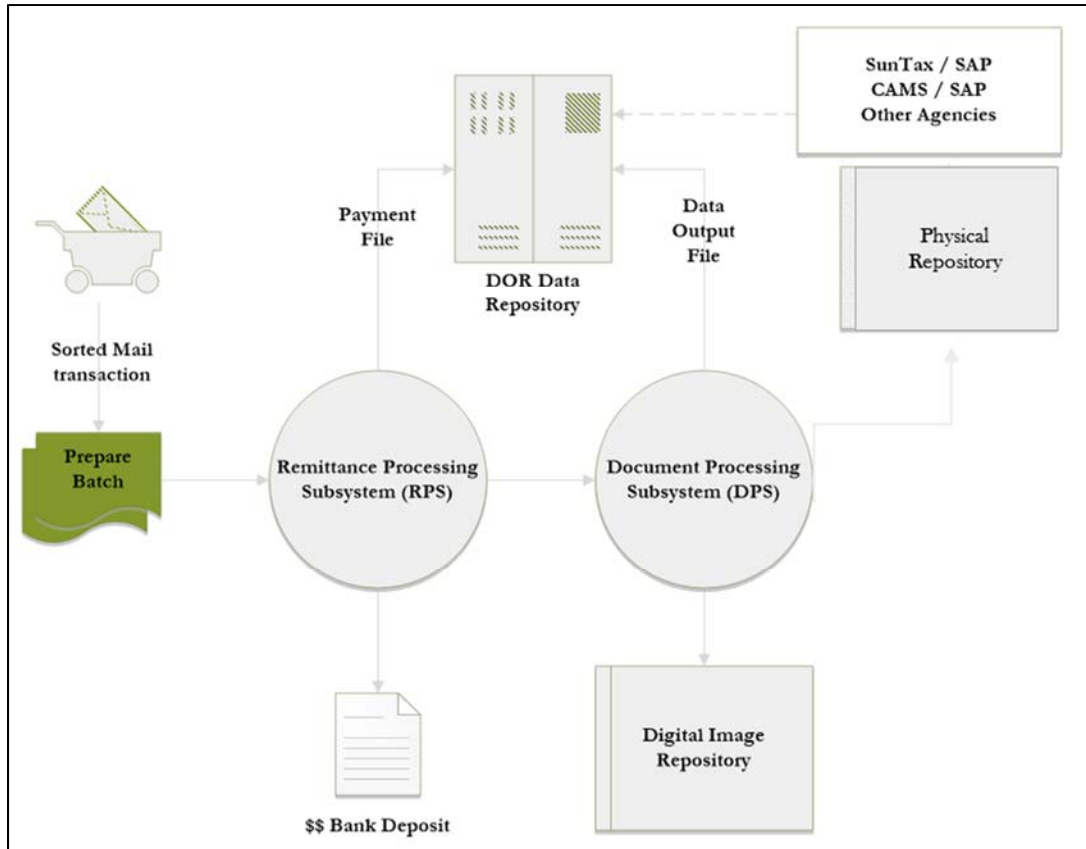 SunTax / SAP
CAMS / SAP
Other Agencies
Payment
File
Data
Output
File
Physical
Repository
DOR Data
Repository
Sorted Mail
transaction
Prepare
Batch
Remittance Processing
Subsystem (RPS)
Document Processing
Subsystem (DPS)
Digital Image
Repository
$$ Bank Deposit